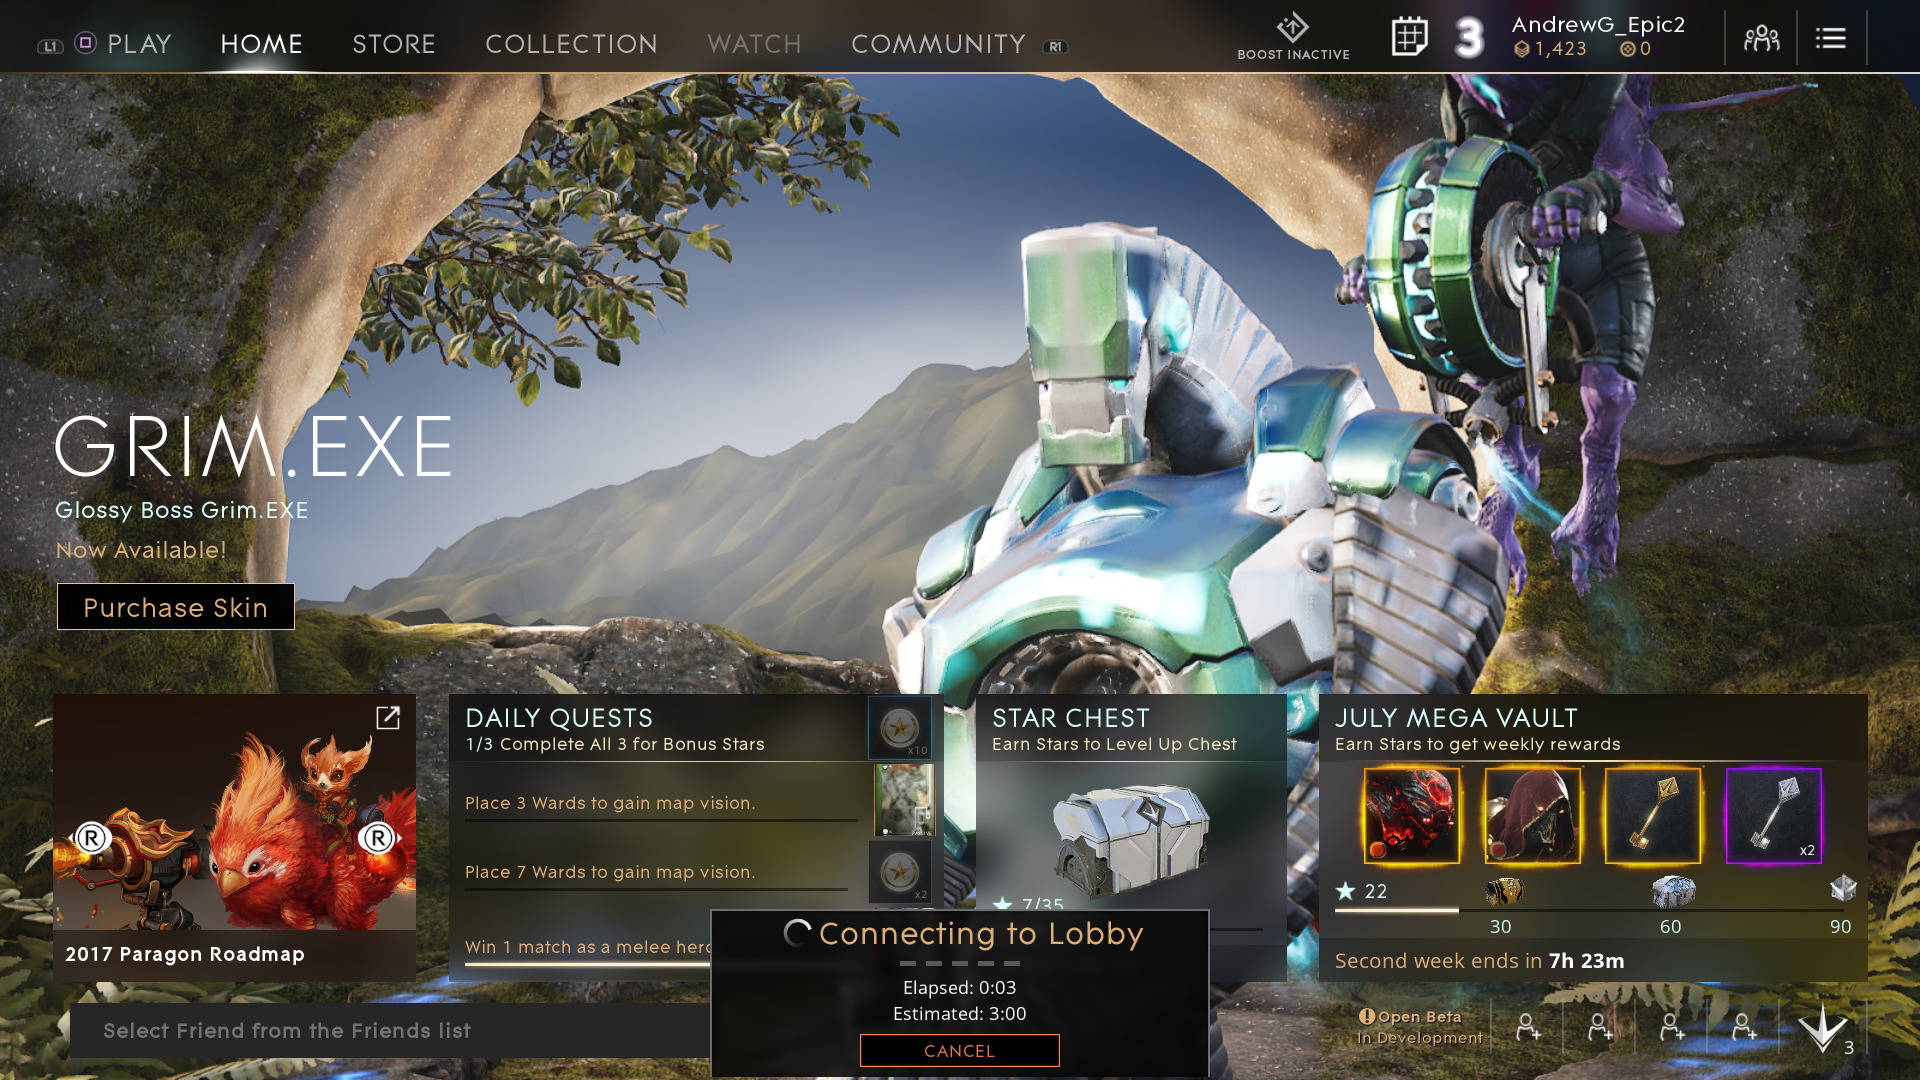 L1 PLAY HOME STORE COLLECTION WATCH COMMUNITY R1
BOOST INACTIVE
3
AndrewG_Epic2
1,423 0
GRIM.EXE
Glossy Boss Grim.EXE
Now Available!
Purchase Skin
R R
2017 Paragon Roadmap
DAILY QUESTS
1/3 Complete All 3 for Bonus Stars
x10
Place 3 Wards to gain map vision.
Place 7 Wards to gain map vision.
x2
Win 1 match as a melee hero
STAR CHEST
Earn Stars to Level Up Chest
7/35
JULY MEGA VAULT
Earn Stars to get weekly rewards
x2
22
30 60 90
Second week ends in 7h 23m
Connecting to Lobby
Elapsed: 0:03
Estimated: 3:00
CANCEL
Select Friend from the Friends list
Open Beta
In Development
3